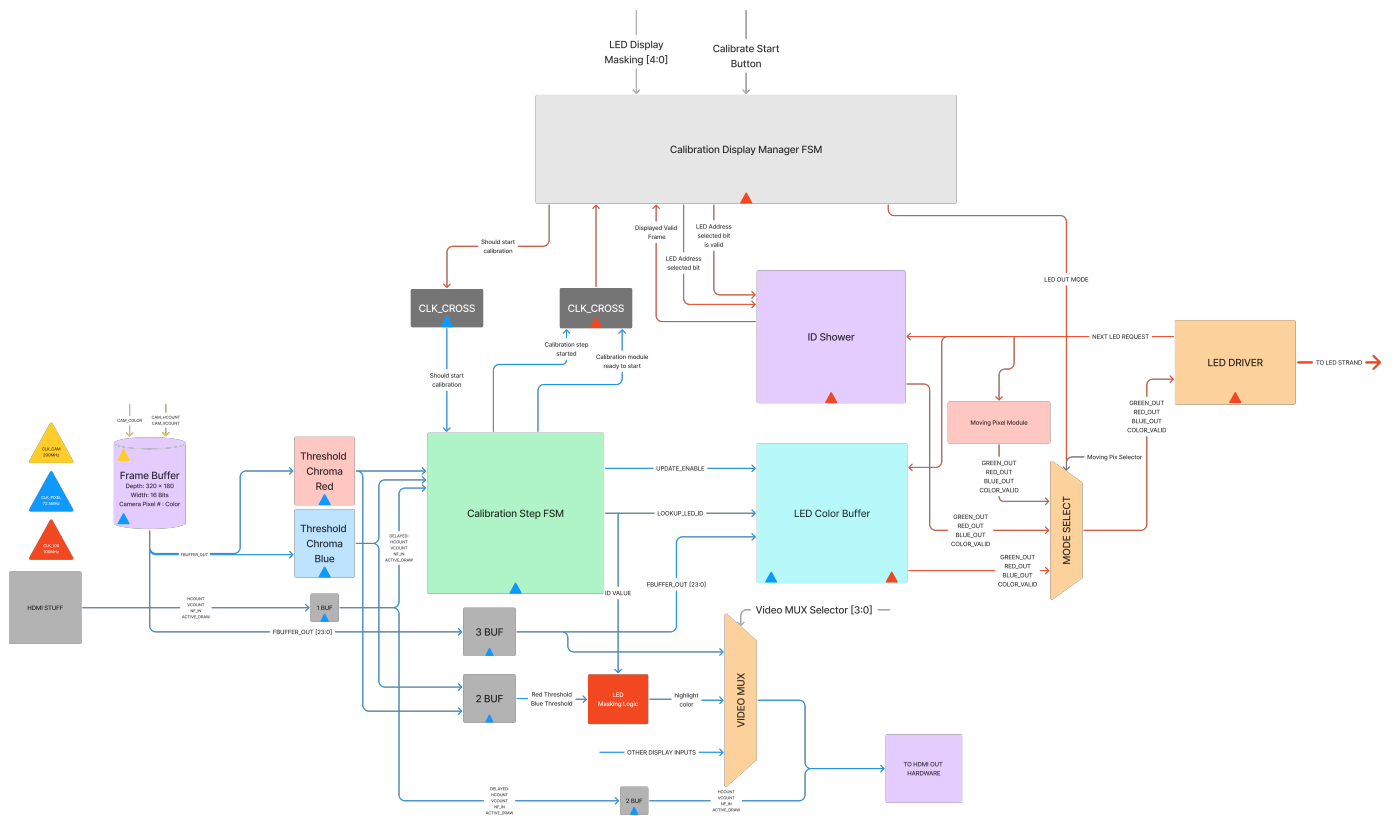 LED Display
Masking [4:0]
Calibrate Start
Button
Calibration Display Manager FSM
Should start
calibration
Displayed Valid
Frame
LED Address
selected bit
is valid
LED Address
selected bit
LED OUT MODE
CLK_CROSS
CLK_CROSS
Calibration step
started
Calibration module
ready to start
Should start
calibration
ID Shower
NEXT LED REQUEST
LED DRIVER
TO LED STRAND
GREEN_OUT
RED_OUT
BLUE_OUT
COLOR_VALID
Moving Pixel Module
Moving Pix Selector
GREEN_OUT
RED_OUT
BLUE_OUT
COLOR_VALID
GREEN_OUT
RED_OUT
BLUE_OUT
COLOR_VALID
GREEN_OUT
RED_OUT
BLUE_OUT
COLOR_VALID
MODE SELECT
CAM_COLOR
CAM_HCOUNT
CAM_VCOUNT
CLK_CAM
200MHz
CLK_PIXEL
Frame Buffer
Depth: 320 × 180
Width: 16 Bits
Camera Pixel # : Color
Threshold
Chroma
Red
Threshold
Chroma
Blue
FBUFFER_OUT
100MHz
DELAYED:
HCOUNT
VCOUNT
NF_IN
ACTIVE_DRAW
Calibration Step FSM
UPDATE_ENABLE
LOOKUP_LED_ID
LED Color Buffer
FBUFFER_OUT [23:0]
ID VALUE
HDMI STUFF
HCOUNT
VCOUNT
NF_IN
ACTIVE_DRAW
1 BUF
FBUFFER_OUT [23:0]
3 BUF
Video MUX Selector [3:0]
2 BUF
Red Threshold
Blue Threshold
LED
Masking Logic
highlight
color
VIDEO MUX
OTHER DISPLAY INPUTS
TO HDMI OUT
HARDWARE
DELAYED:
HCOUNT
VCOUNT
NF_IN
ACTIVE_DRAW
2 BUF
HCOUNT
VCOUNT
NF_IN
ACTIVE_DRAW